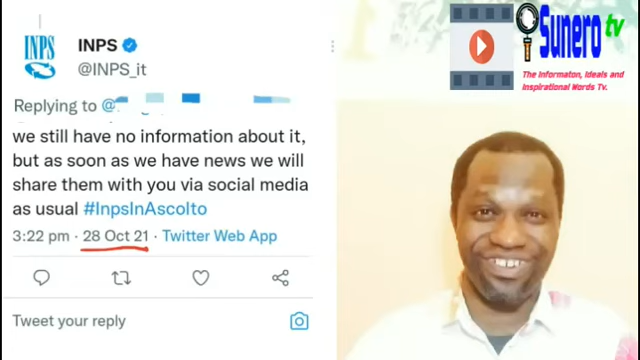 INPS
INPS
@INPS_it
Replying to @
we still have no information about it,
but as soon as we have news we will
share them with you via social media
as usual #InpsInAscolto
3:22 pm · 28 Oct 21 · Twitter Web App
Tweet your reply
Sunero tv
The Informaton, Ideals and
Inspirational Words Tv.